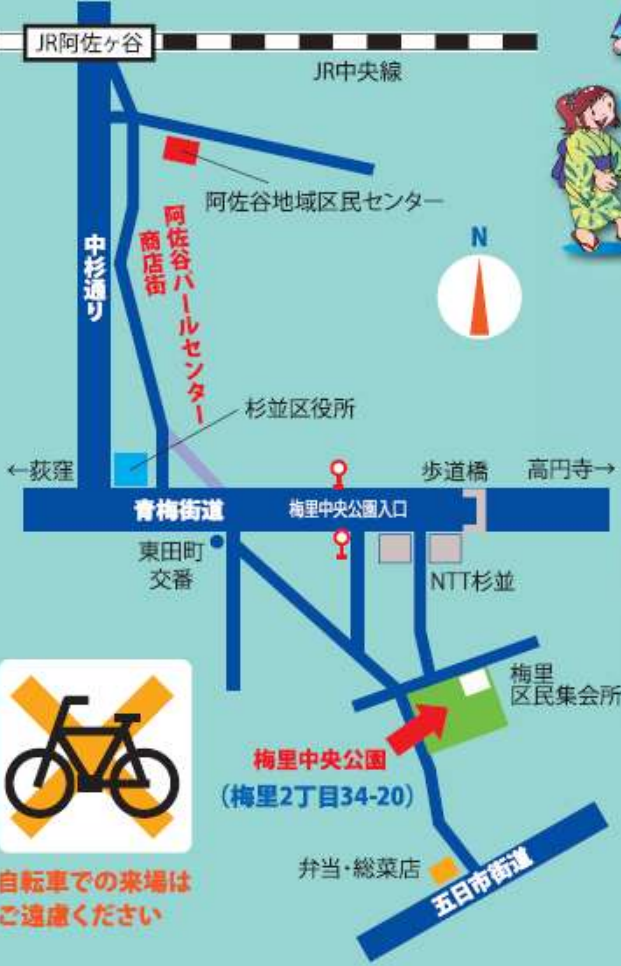 JR阿佐ヶ谷
JR中央線
阿佐谷地域区民センター
阿佐谷パールセンター
商店街
中杉通り
N
杉並区役所
←荻窪
歩道橋
高円寺→
青梅街道
梅里中央公園入口
東田町
交番
NTT杉並
梅里
区民集会所
梅里中央公園
(梅里2丁目34-20)
弁当・総菜店
五日市街道
自転車での来場は
ご遠慮ください